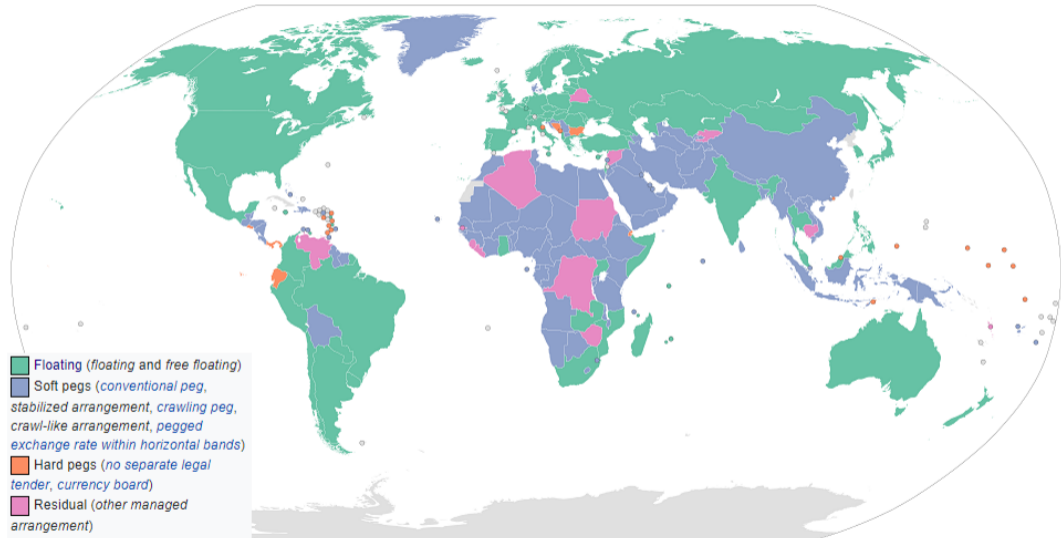 Floating (floating and free floating)
Soft pegs (conventional peg,
stabilized arrangement, crawling peg,
crawl-like arrangement, pegged
exchange rate within horizontal bands)
Hard pegs (no separate legal
tender, currency board)
Residual (other managed
arrangement)